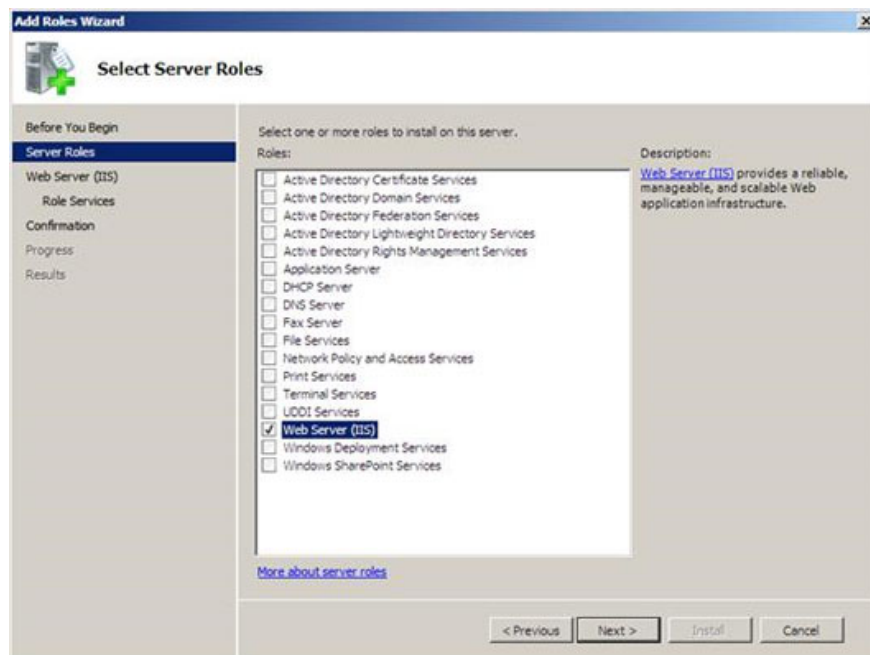 Add Roles Wizard
Select Server Roles
Before You Begin
Server Roles
Web Server (IIS)
Role Services
Confirmation
Progress
Results
Select one or more roles to install on this server.
Roles:
Active Directory Certificate Services
Active Directory Domain Services
Active Directory Federation Services
Active Directory Lightweight Directory Services
Active Directory Rights Management Services
Application Server
DHCP Server
DNS Server
Fax Server
File Services
Network Policy and Access Services
Print Services
Terminal Services
UDDI Services
Web Server (IIS)
Windows Deployment Services
Windows SharePoint Services
More about server roles
Description:
Web Server (IIS) provides a reliable,
manageable, and scalable Web
application infrastructure.
< Previous
Next >
Install
Cancel